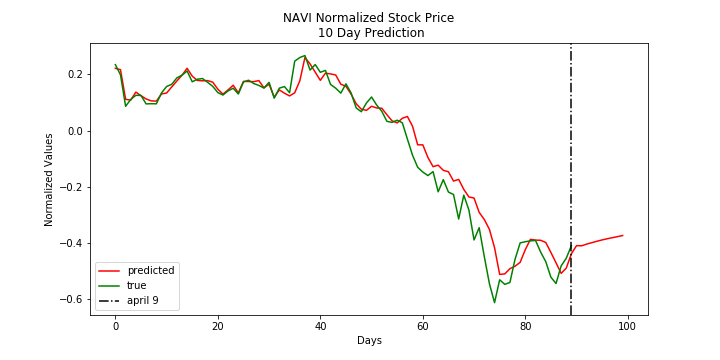 NAVI Normalized Stock Price
10 Day Prediction
Normalized Values
0.2
0.0
−0.2
−0.4
−0.6
predicted
true
april 9
0 20 40 60 80 100
Days